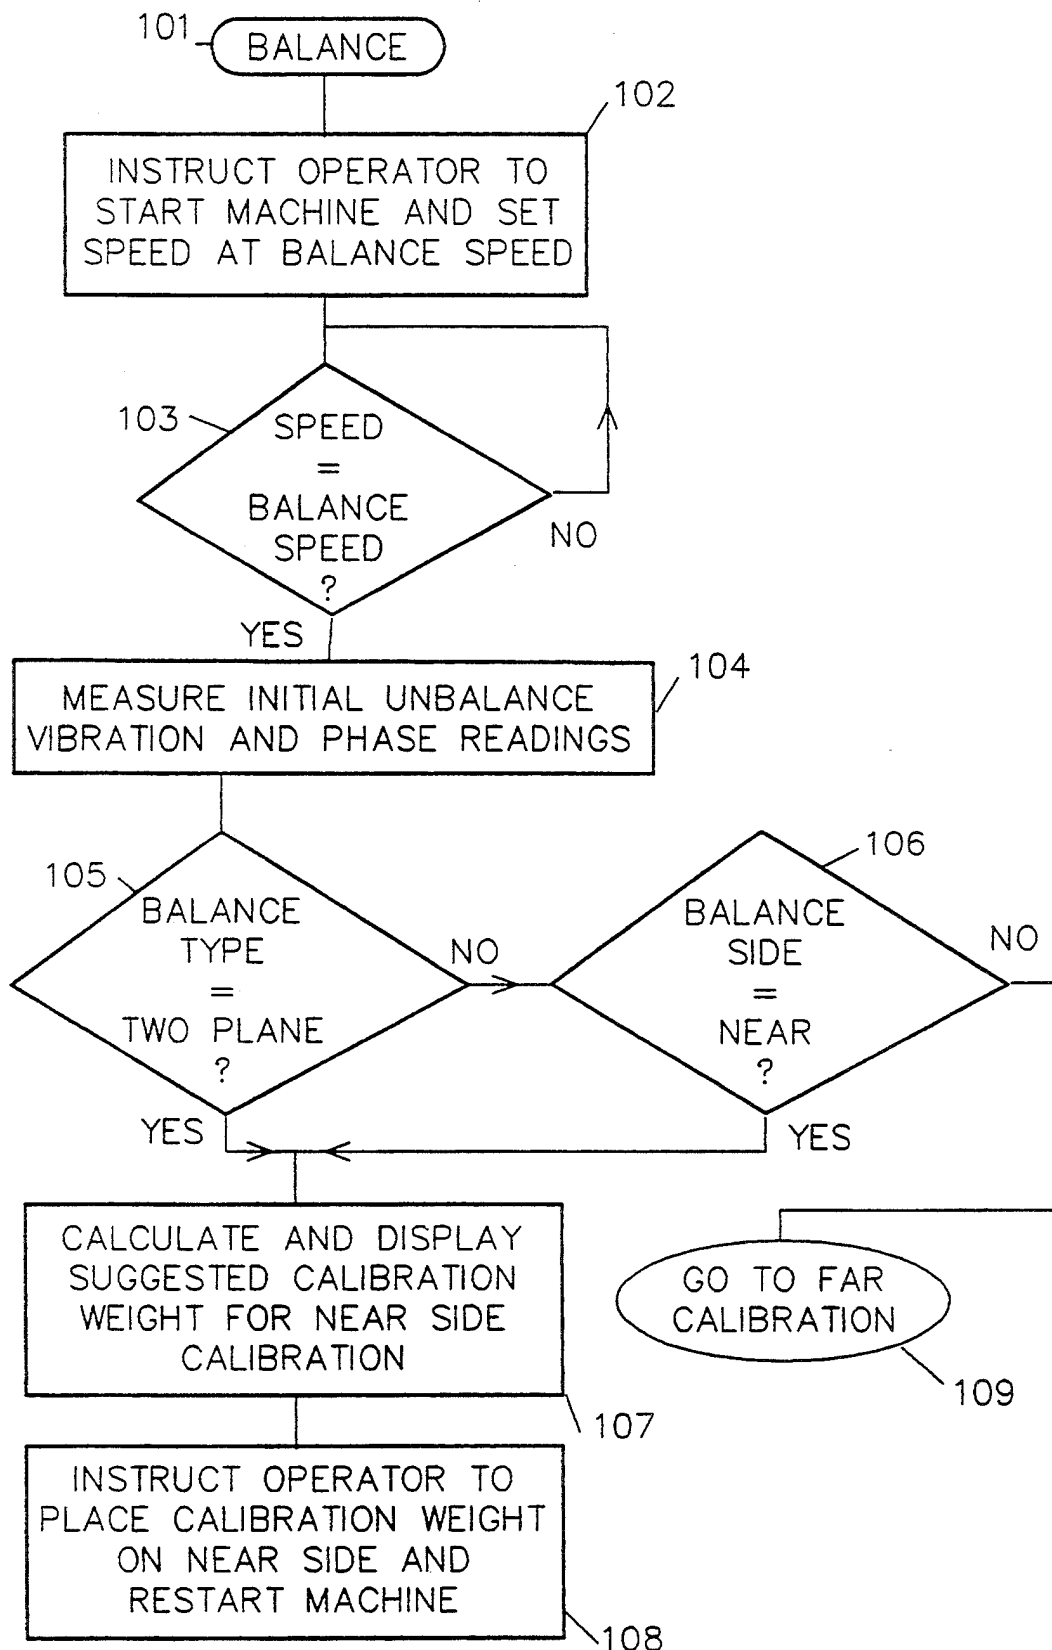 101
BALANCE
102
INSTRUCT OPERATOR TO
START MACHINE AND SET
SPEED AT BALANCE SPEED
103
SPEED
=
BALANCE
SPEED
?
NO
YES
104
MEASURE INITIAL UNBALANCE
VIBRATION AND PHASE READINGS
105
BALANCE
TYPE
=
TWO PLANE
?
NO
YES
106
BALANCE
SIDE
=
NEAR
?
NO
YES
CALCULATE AND DISPLAY
SUGGESTED CALIBRATION
WEIGHT FOR NEAR SIDE
CALIBRATION
107
GO TO FAR
CALIBRATION
109
INSTRUCT OPERATOR TO
PLACE CALIBRATION WEIGHT
ON NEAR SIDE AND
RESTART MACHINE
108